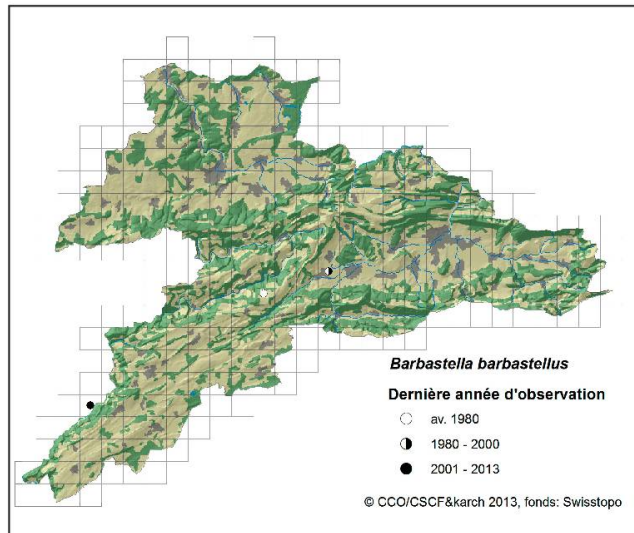 Barbastella barbastellus
Dernière année d'observation
av. 1980
1980 - 2000
2001 - 2013
© CCO/CSCF&karch 2013, fonds: Swisstopo